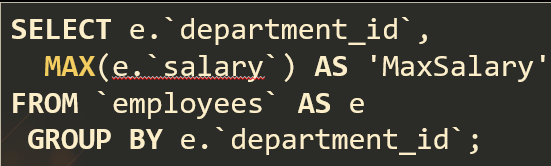 SELECT e.`department_id`,
MAX(e.`salary`) AS 'MaxSalary'
FROM `employees` AS e
GROUP BY e.`department_id`;